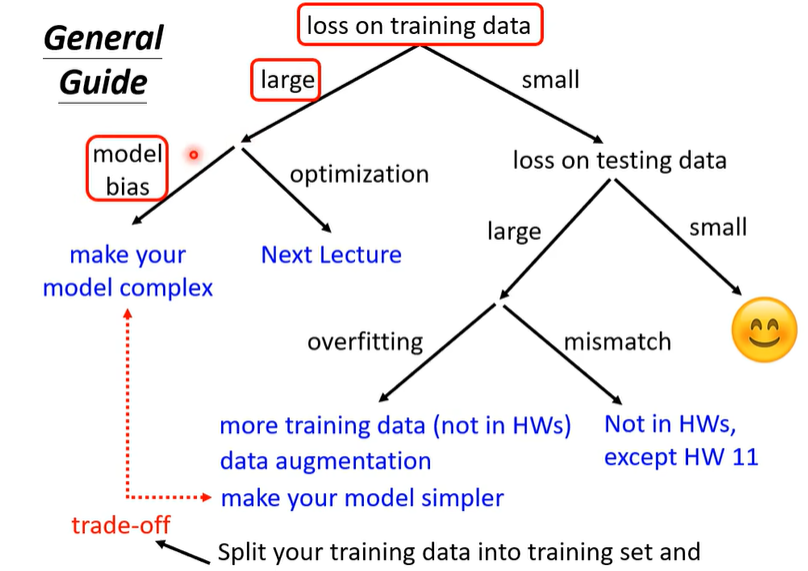 General
Guide
loss on training data
large
small
model
bias
optimization
loss on testing data
make your
model complex
Next Lecture
large
small
overfitting
mismatch
more training data (not in HWs)
data augmentation
make your model simpler
Not in HWs,
except HW 11
trade-off
Split your training data into training set and